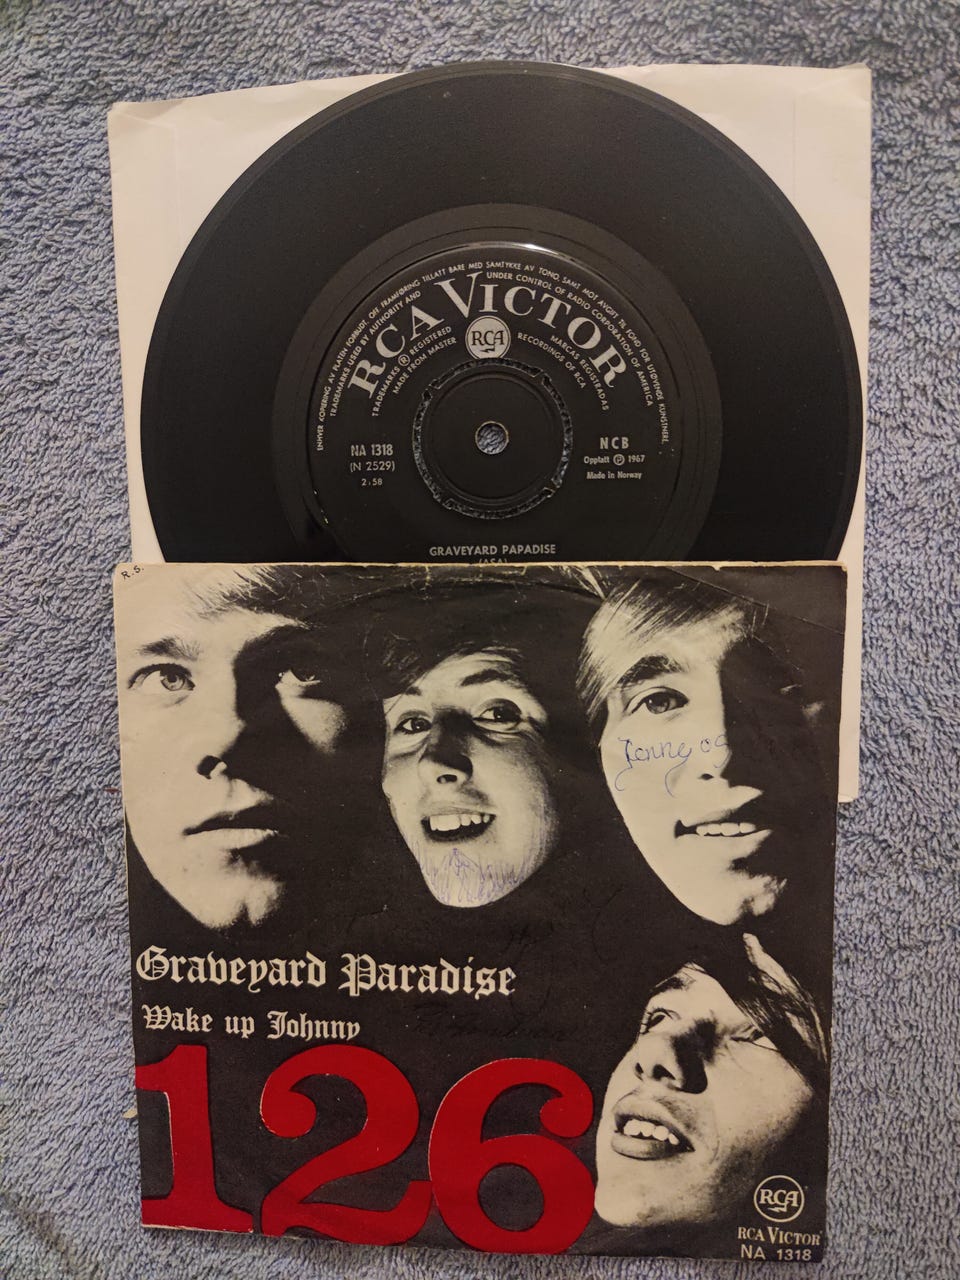 ENHVER KOPIERING AV PLATEN FORBUDT. OFF. FRAMFØRING TILLATT BARE MED SAMTYKKE AV TONO, SAMT MOT AVGIFT TIL FOND FOR UTØVENDE KUNSTNERE.
TRADEMARKS USED BY AUTHORITY AND UNDER CONTROL OF RADIO CORPORATION OF AMERICA
RCA VICTOR
TRADEMARKS ® REGISTERED MARCAS REGISTRADAS
MADE FROM MASTER RECORDINGS OF RCA
RCA
NA 1318
(N 2529)
2:58
NCB
Opptatt Ⓟ 1967
Made in Norway
GRAVEYARD PAPADISE
(ASA)
R.S.
Jenny og
Graveyard Paradise
Wake up Johnny
126
RCA
RCA VICTOR
NA 1318